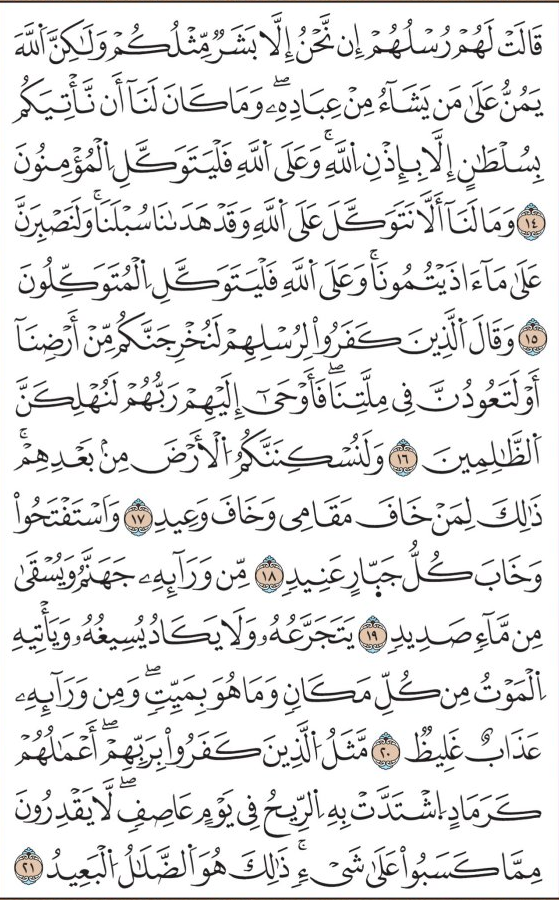 قَالَتْ لَهُمْ رُسُلُهُمْ إِن نَّحْنُ إِلَّا بَشَرٌ مِّثْلُكُمْ وَلَٰكِنَّ ٱللَّهَ
يَمُنُّ عَلَىٰ مَن يَشَآءُ مِنْ عِبَادِهِۦۖ وَمَا كَانَ لَنَآ أَن نَّأْتِيَكُم
بِسُلْطَٰنٍ إِلَّا بِإِذْنِ ٱللَّهِۚ وَعَلَى ٱللَّهِ فَلْيَتَوَكَّلِ ٱلْمُؤْمِنُونَ
١٤ وَمَا لَنَآ أَلَّا نَتَوَكَّلَ عَلَى ٱللَّهِ وَقَدْ هَدَىٰنَا سُبُلَنَاۚ وَلَنَصْبِرَنَّ
عَلَىٰ مَآ ءَاذَيْتُمُونَاۚ وَعَلَى ٱللَّهِ فَلْيَتَوَكَّلِ ٱلْمُتَوَكِّلُونَ
١٥ وَقَالَ ٱلَّذِينَ كَفَرُوا۟ لِرُسُلِهِمْ لَنُخْرِجَنَّكُم مِّنْ أَرْضِنَآ
أَوْ لَتَعُودُنَّ فِى مِلَّتِنَاۖ فَأَوْحَىٰٓ إِلَيْهِمْ رَبُّهُمْ لَنُهْلِكَنَّ
ٱلظَّٰلِمِينَ ١٦ وَلَنُسْكِنَنَّكُمُ ٱلْأَرْضَ مِنۢ بَعْدِهِمْۚ
ذَٰلِكَ لِمَنْ خَافَ مَقَامِى وَخَافَ وَعِيدِ ١٧ وَٱسْتَفْتَحُوا۟
وَخَابَ كُلُّ جَبَّارٍ عَنِيدٍ ١٨ مِّن وَرَآئِهِۦ جَهَنَّمُ وَيُسْقَىٰ
مِن مَّآءٍ صَدِيدٍ ١٩ يَتَجَرَّعُهُۥ وَلَا يَكَادُ يُسِيغُهُۥ وَيَأْتِيهِ
ٱلْمَوْتُ مِن كُلِّ مَكَانٍ وَمَا هُوَ بِمَيِّتٍۖ وَمِن وَرَآئِهِۦ
عَذَابٌ غَلِيظٌ ٢٠ مَّثَلُ ٱلَّذِينَ كَفَرُوا۟ بِرَبِّهِمْۖ أَعْمَٰلُهُمْ
كَرَمَادٍ ٱشْتَدَّتْ بِهِ ٱلرِّيحُ فِى يَوْمٍ عَاصِفٍۖ لَّا يَقْدِرُونَ
مِمَّا كَسَبُوا۟ عَلَىٰ شَىْءٍۚ ذَٰلِكَ هُوَ ٱلضَّلَٰلُ ٱلْبَعِيدُ ٢١